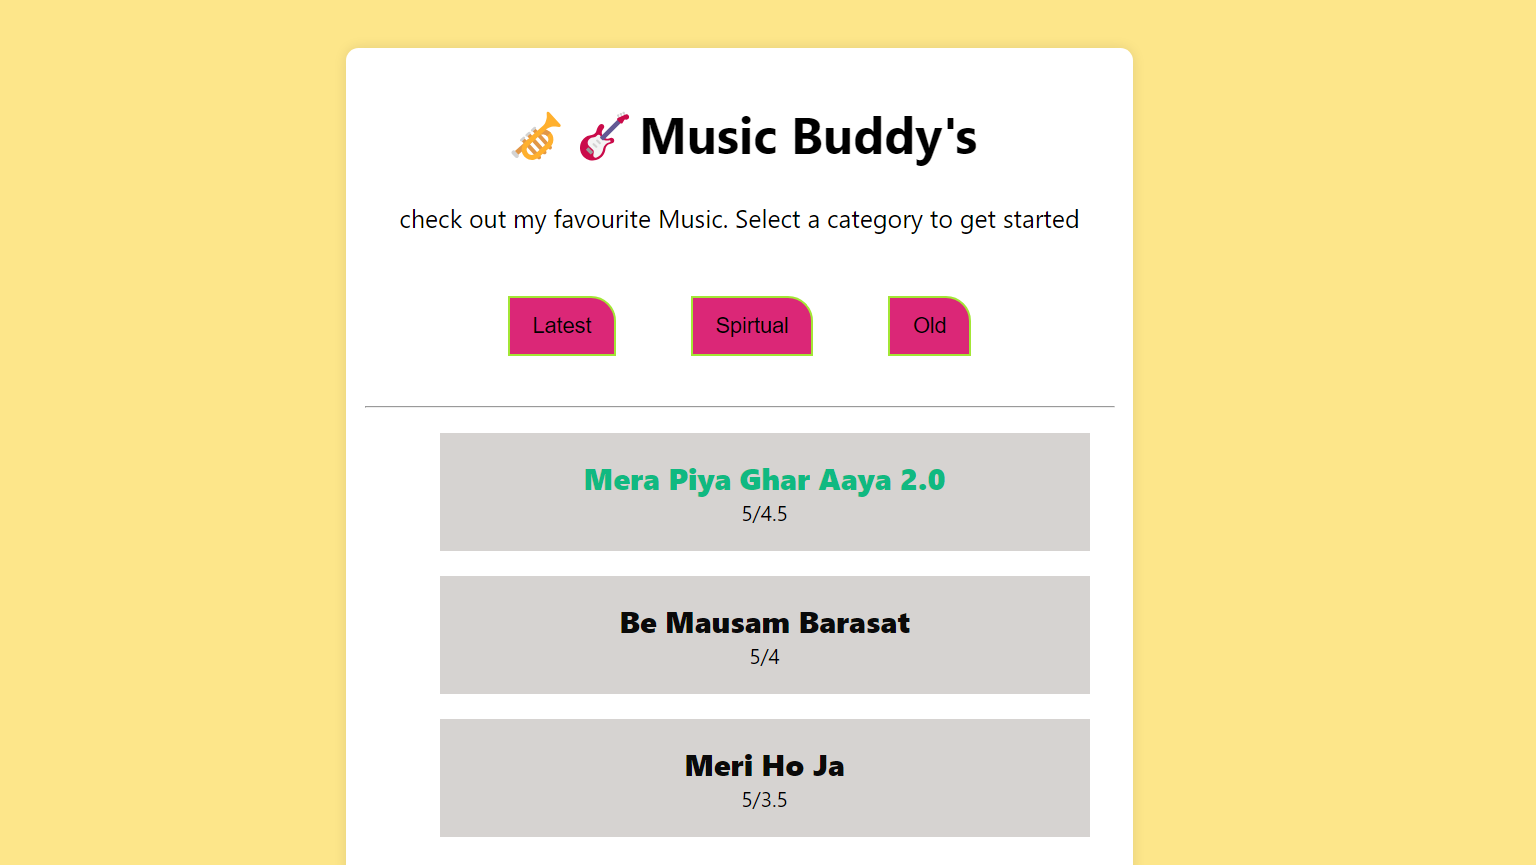 🎺 🎸 Music Buddy's
check out my favourite Music. Select a category to get started
Latest
Spirtual
Old
Mera Piya Ghar Aaya 2.0
5/4.5
Be Mausam Barasat
5/4
Meri Ho Ja
5/3.5